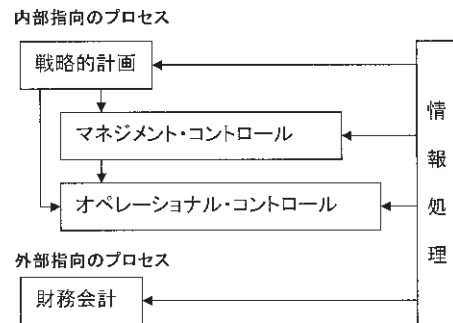 内部指向のプロセス
戦略的計画
マネジメント・コントロール
オペレーショナル・コントロール
外部指向のプロセス
財務会計
情報処理